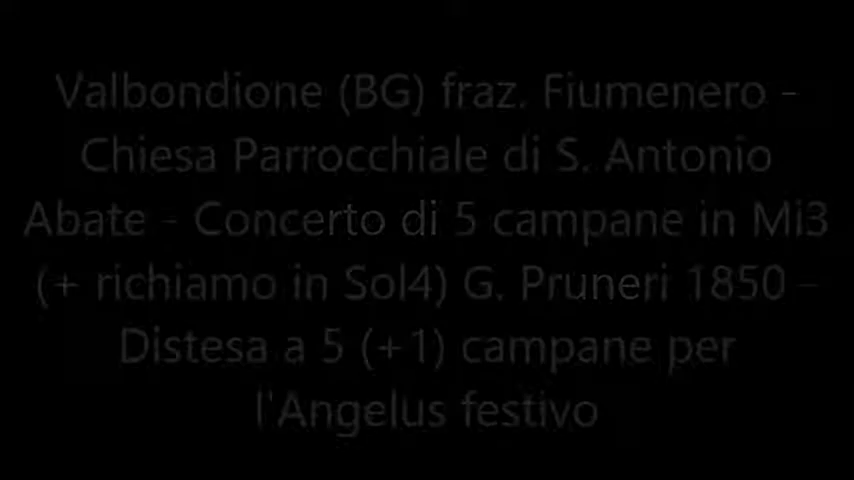 Valbondione (BG) fraz. Fiumenero -
Chiesa Parrocchiale di S. Antonio
Abate - Concerto di 5 campane in Mi3
(+ richiamo in Sol4) G. Pruneri 1850 -
Distesa a 5 (+1) campane per
l'Angelus festivo